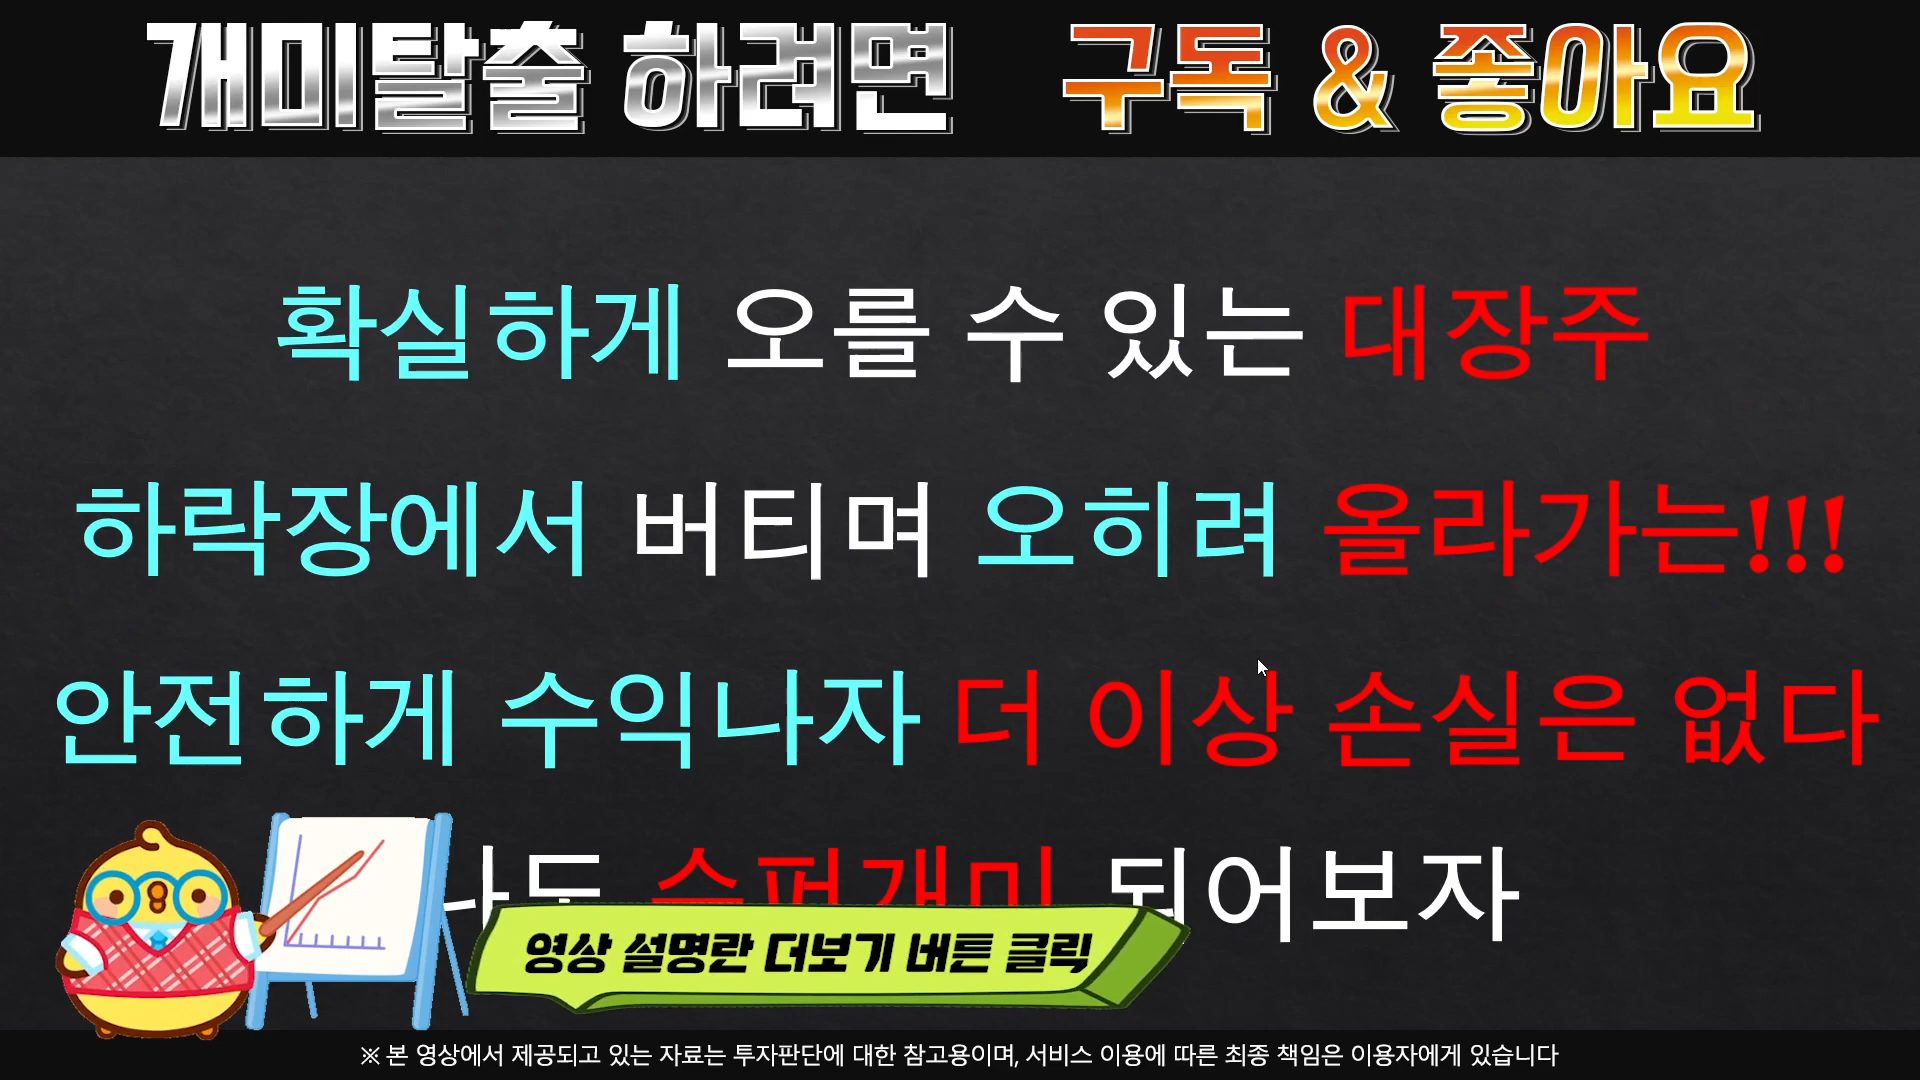 개미탈출 하려면 구독 & 좋아요
확실하게 오를 수 있는 대장주
하락장에서 버티며 오히려 올라가는!!!
안전하게 수익나자 더 이상 손실은 없다
나도 슈퍼개미 되어보자
영상 설명란 더보기 버튼 클릭
※ 본 영상에서 제공되고 있는 자료는 투자판단에 대한 참고용이며, 서비스 이용에 따른 최종 책임은 이용자에게 있습니다